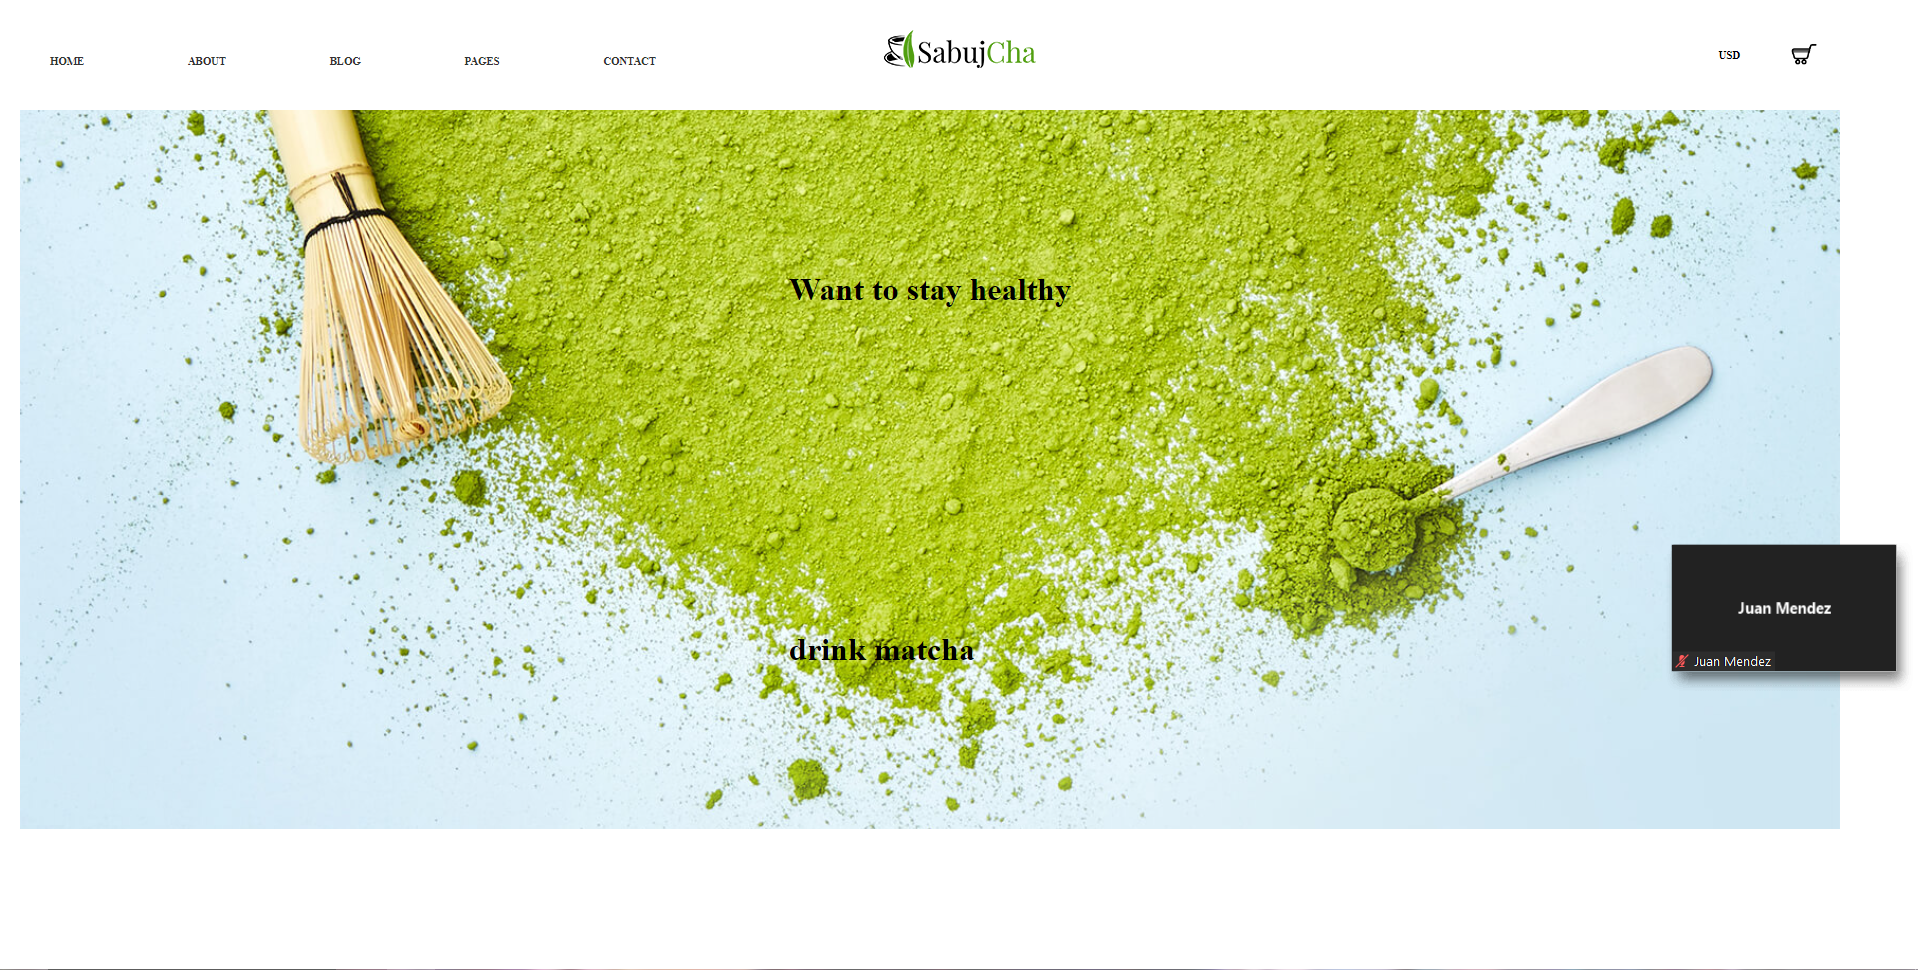 HOME ABOUT BLOG PAGES CONTACT SabujCha USD
Want to stay healthy
drink matcha
Juan Mendez
Juan Mendez